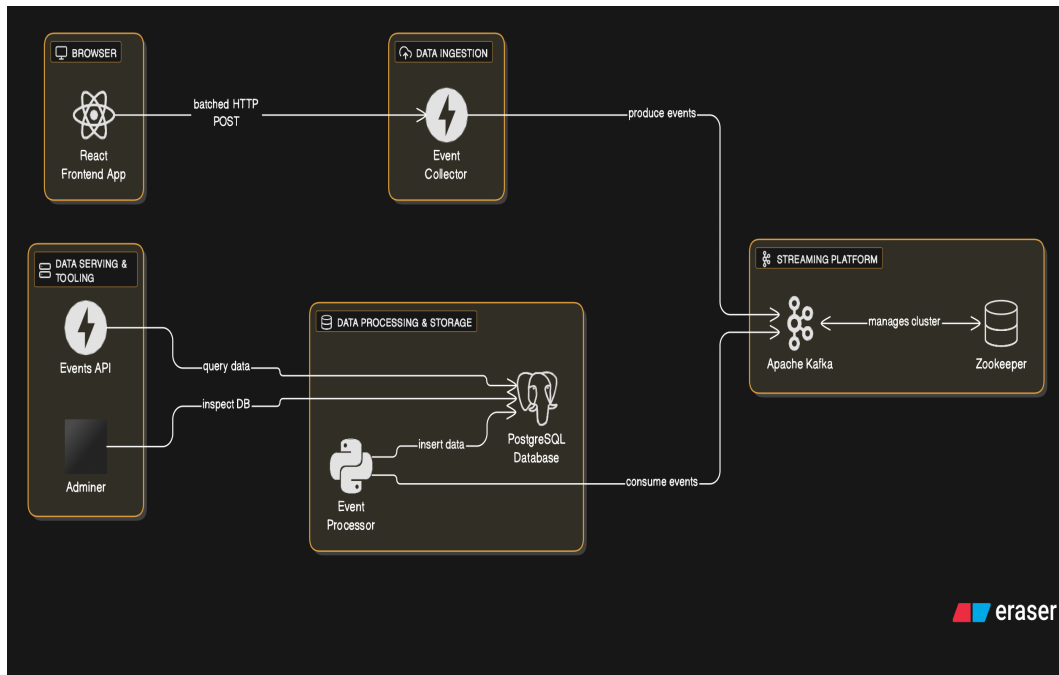 BROWSER
React
Frontend App
batched HTTP
POST
DATA INGESTION
Event
Collector
produce events
DATA SERVING &
TOOLING
Events API
query data
inspect DB
Adminer
DATA PROCESSING & STORAGE
PostgreSQL
Database
insert data
Event
Processor
consume events
STREAMING PLATFORM
Apache Kafka
manages cluster
Zookeeper
eraser